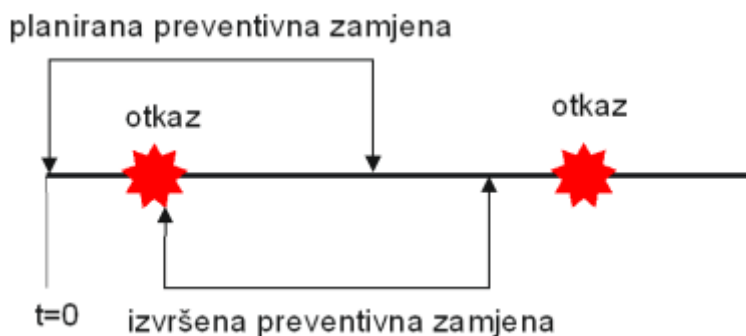 planirana preventivna zamjena
otkaz
otkaz
t=0
izvršena preventivna zamjena